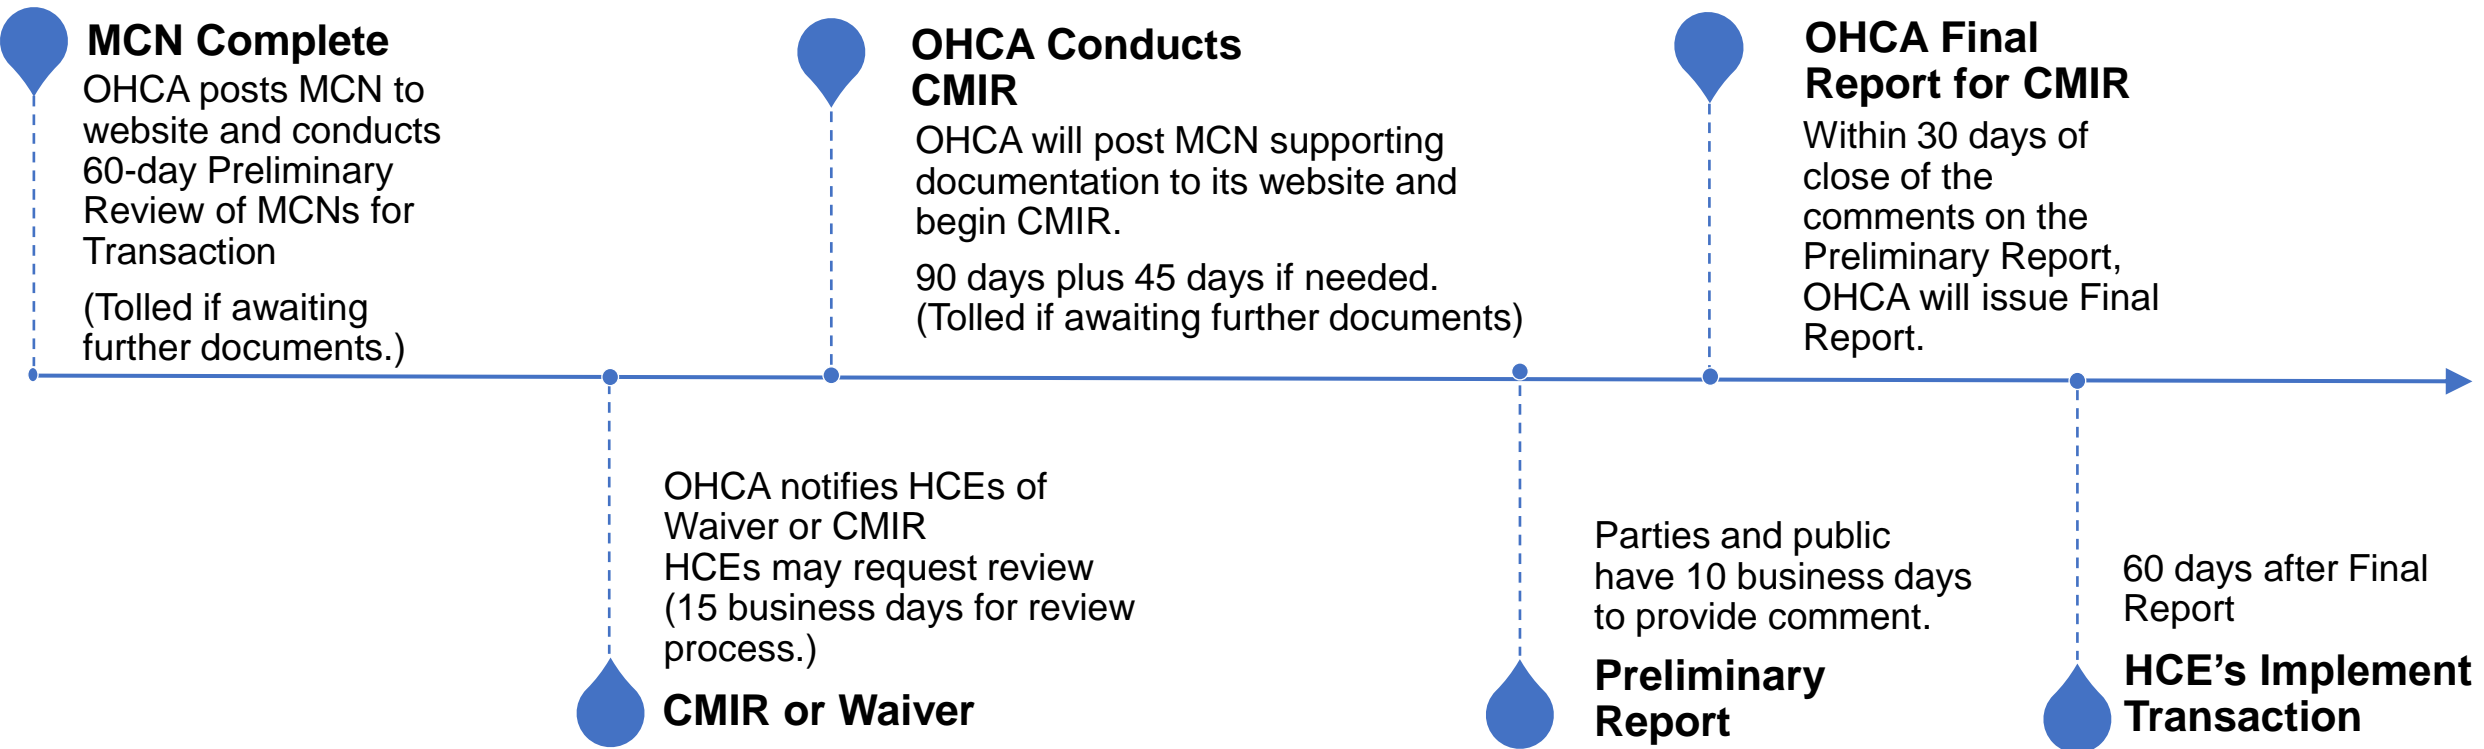 MCN Complete
OHCA posts MCN to
website and conducts
60-day Preliminary
Review of MCNs for
Transaction
(Tolled if awaiting
further documents.)
OHCA notifies HCEs of
Waiver or CMIR
HCEs may request review
(15 business days for review
process.)
CMIR or Waiver
OHCA Conducts
CMIR
OHCA will post MCN supporting
documentation to its website and
begin CMIR.
90 days plus 45 days if needed.
(Tolled if awaiting further documents)
Parties and public
have 10 business days
to provide comment.
Preliminary
Report
OHCA Final
Report for CMIR
Within 30 days of
close of the
comments on the
Preliminary Report,
OHCA will issue Final
Report.
60 days after Final
Report
HCE’s Implement
Transaction